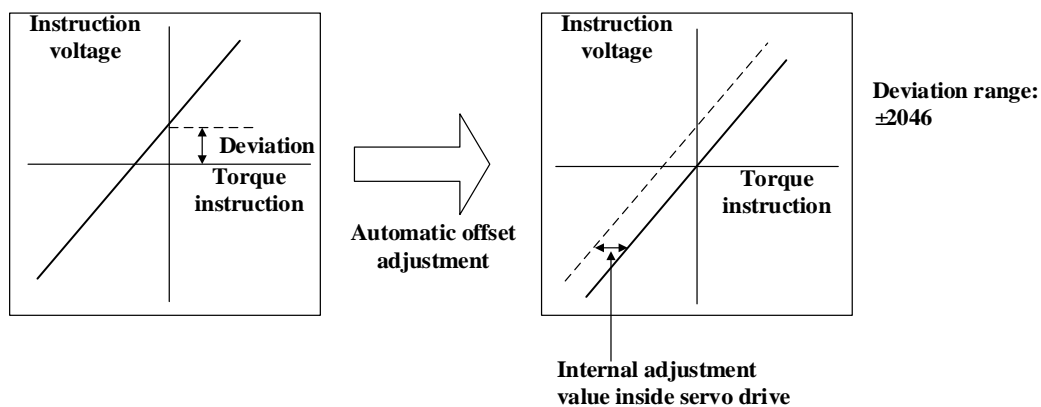 Instruction
voltage
Deviation
Torque
instruction
Automatic offset
adjustment
Instruction
voltage
Torque
instruction
Internal adjustment
value inside servo drive
Deviation range:
±2046